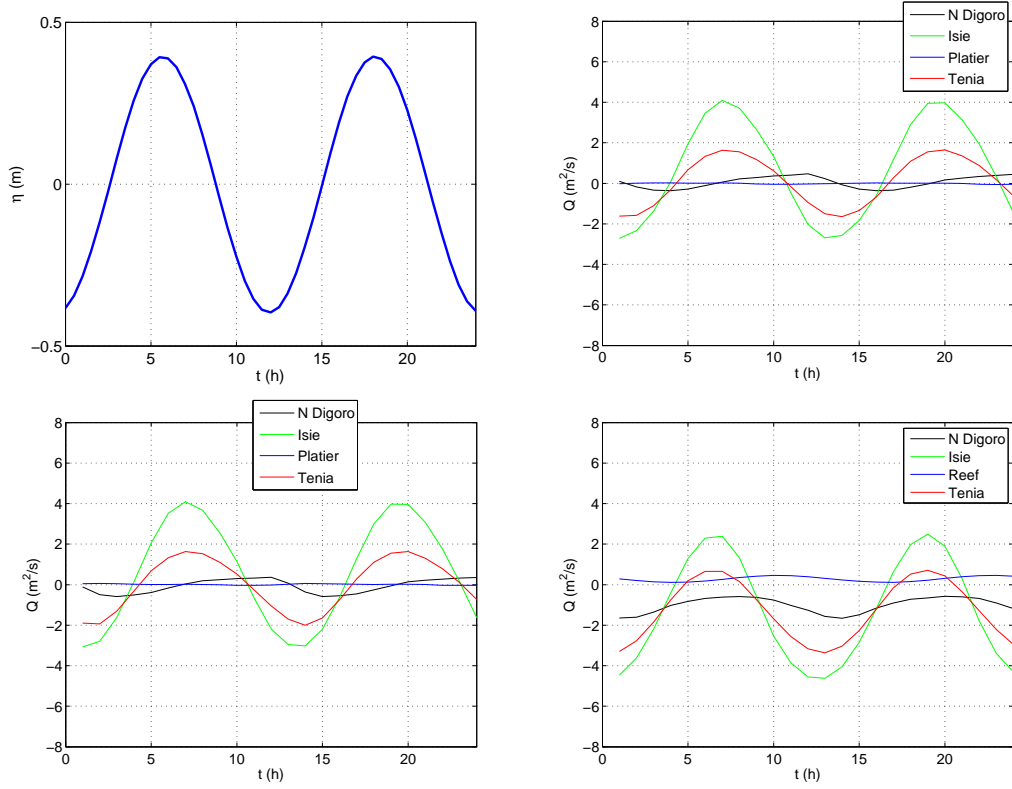 0.5
0
−0.5
η (m)
0 5 10 15 20
t (h)
N Digoro
Isie
Platier
Tenia
8
6
4
2
0
−2
−4
−6
−8
Q (m²/s)
0 5 10 15 20
t (h)
N Digoro
Isie
Platier
Tenia
8
6
4
2
0
−2
−4
−6
−8
Q (m²/s)
0 5 10 15 20
t (h)
N Digoro
Isie
Reef
Tenia
8
6
4
2
0
−2
−4
−6
−8
Q (m²/s)
0 5 10 15 20
t (h)